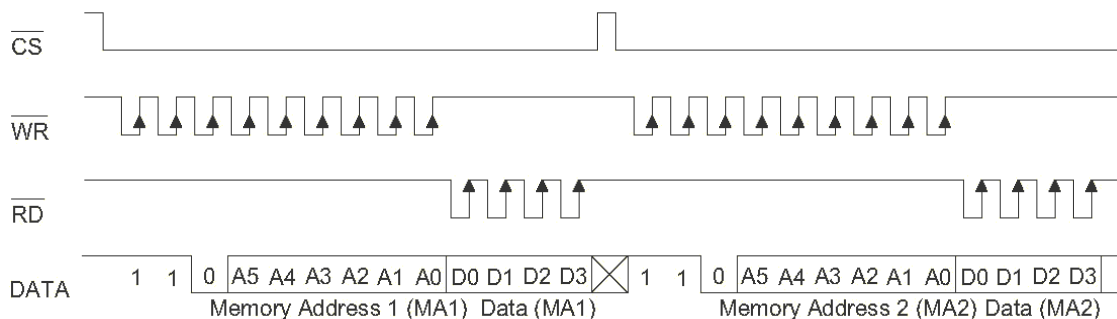 CS
WR
RD
DATA 1 1 0 A5 A4 A3 A2 A1 A0 D0 D1 D2 D3 1 1 0 A5 A4 A3 A2 A1 A0 D0 D1 D2 D3
Memory Address 1 (MA1) Data (MA1) Memory Address 2 (MA2) Data (MA2)